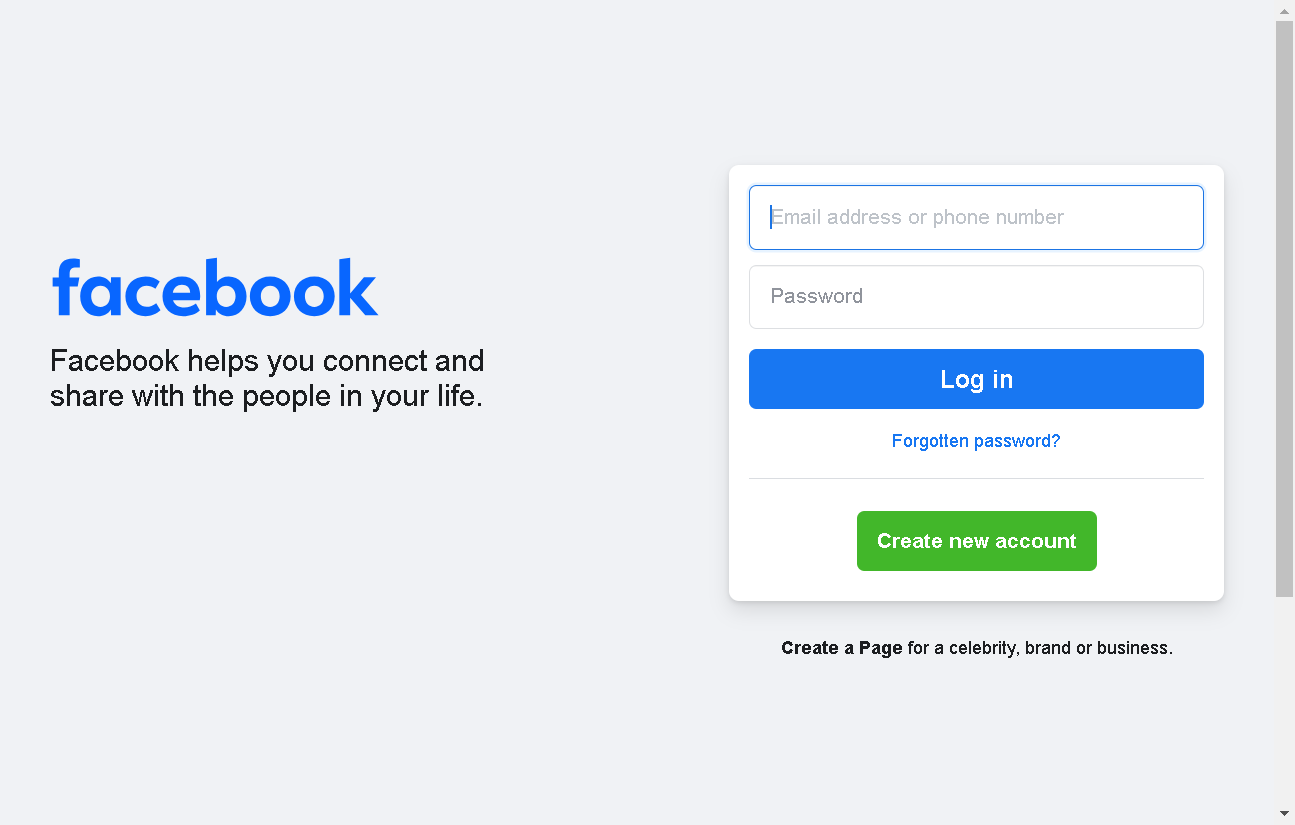 facebook
Facebook helps you connect and
share with the people in your life.
Email address or phone number
Password
Log in
Forgotten password?
Create new account
Create a Page for a celebrity, brand or business.